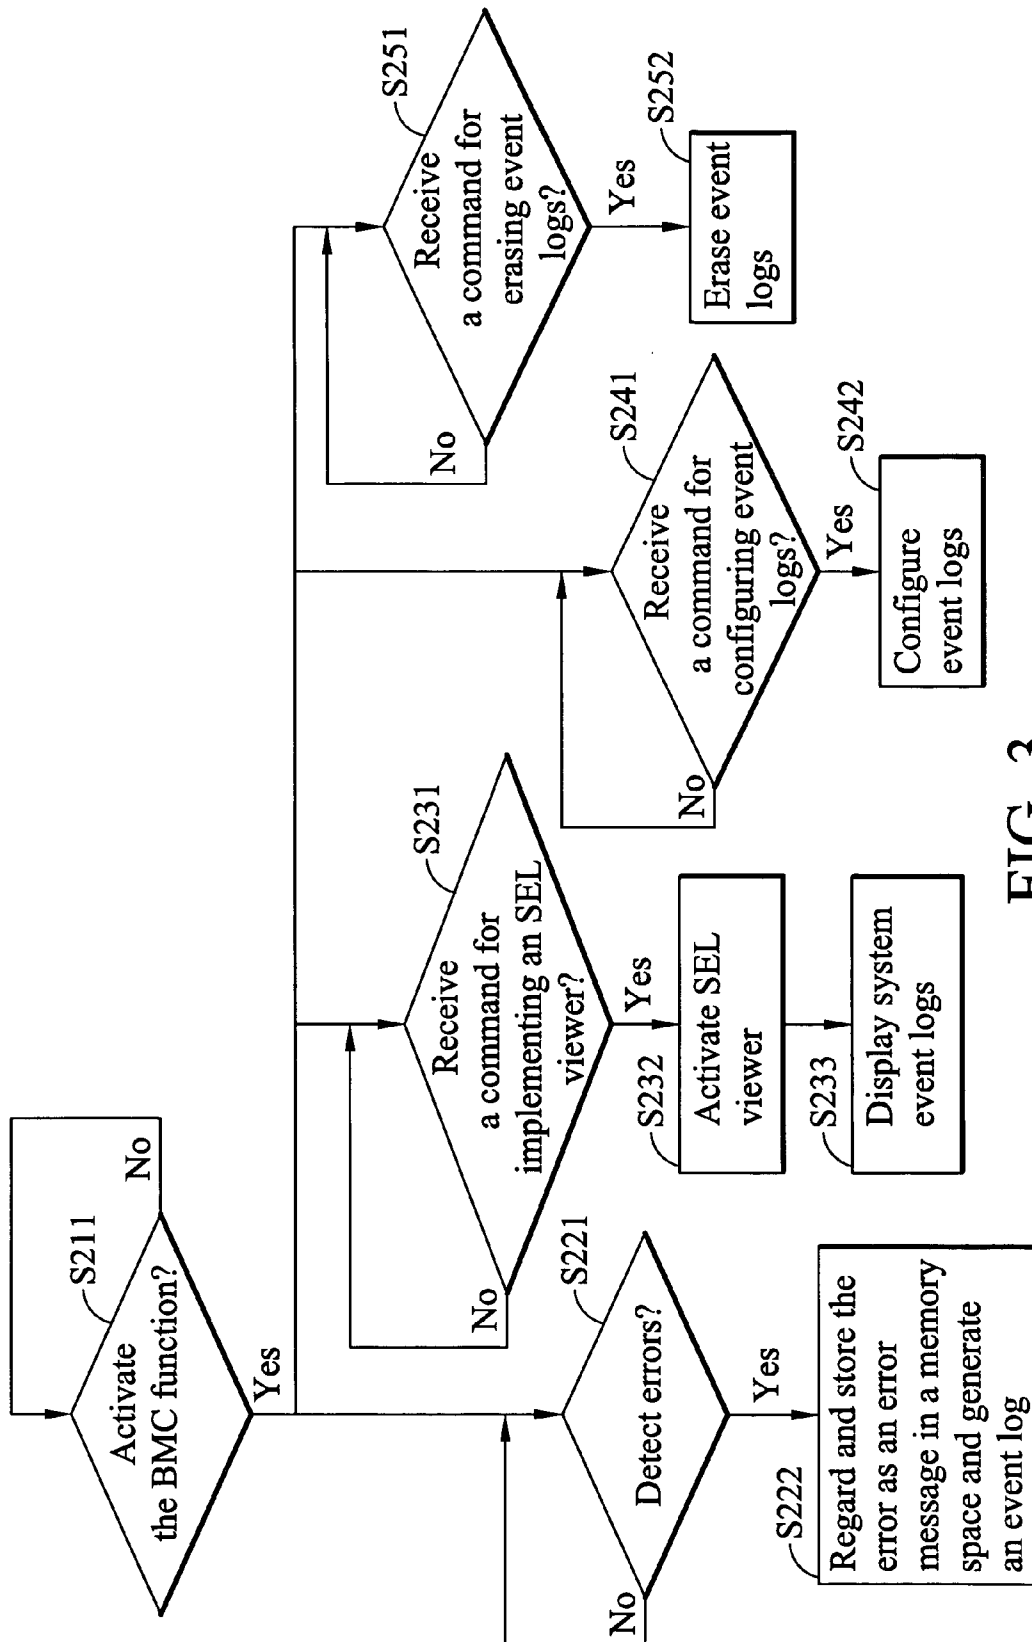 Activate
the BMC function?
S211
No
Yes
Detect errors?
S221
No
Yes
S222
Regard and store the
error as an error
message in a memory
space and generate
an event log
Receive
a command for
implementing an SEL
viewer?
S231
No
Yes
S232
Activate SEL
viewer
S233
Display system
event logs
Receive
a command for
configuring event
logs?
S241
No
Yes
S242
Configure
event logs
Receive
a command for
erasing event
logs?
S251
No
Yes
S252
Erase event
logs
FIG. 3